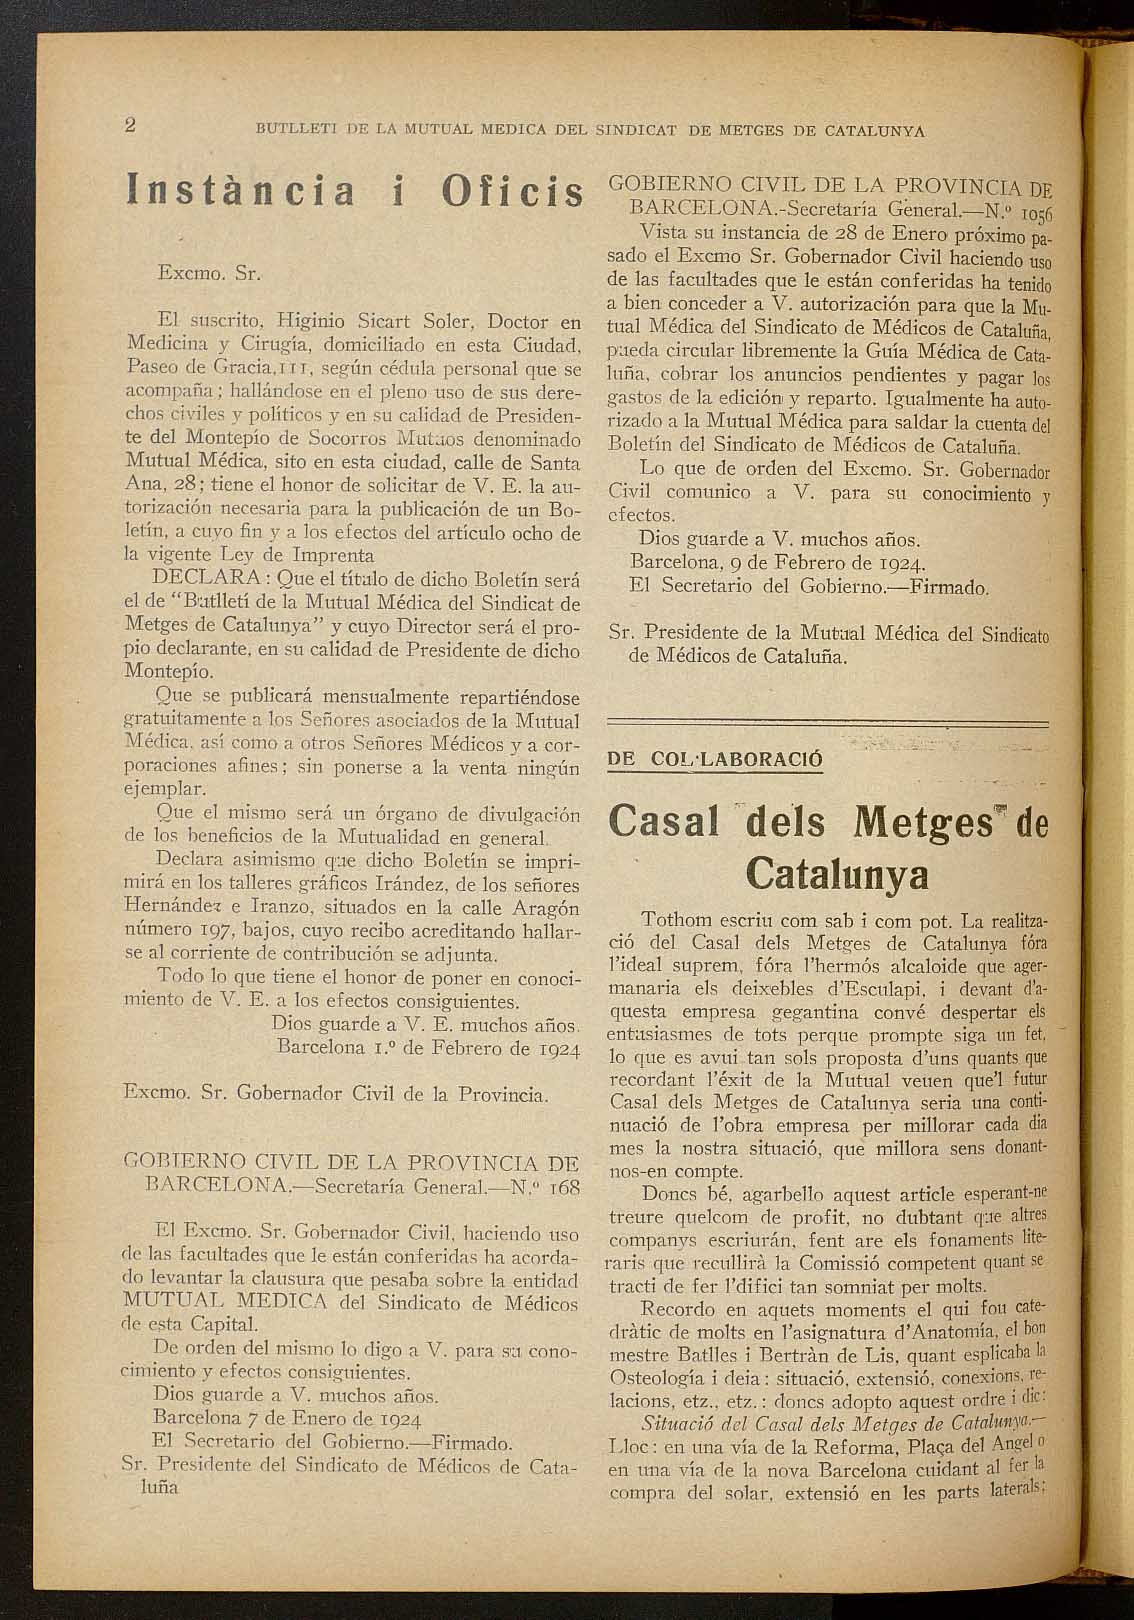 2
BUTLLETI DE LA MUTUAL MEDICA DEL SINDICAT DE METGES DE CATALUNYA
Instància i Oficis
Excmo. Sr.
El suscrito, Higinio Sicart Soler, Doctor en
Medicina y Cirugía, domiciliado en esta Ciudad,
Paseo de Gracia, 111, según cédula personal que se
acompaña; hallándose en el pleno uso de sus dere-
chos civiles y políticos y en su calidad de Presiden-
te del Montepío de Socorros Mutuos denominado
Mutual Médica, sito en esta ciudad, calle de Santa
Ana, 28; tiene el honor de solicitar de V. E. la au-
torización necesaria para la publicación de un Bo-
letín, a cuyo fin y a los efectos del artículo ocho de
la vigente Ley de Imprenta
DECLARA: Que el título de dicho Boletín será
el de "Butlletí de la Mutual Médica del Sindicat de
Metges de Catalunya" y cuyo Director será el pro-
pio declarante, en su calidad de Presidente de dicho
Montepío.
Que se publicará mensualmente repartiéndose
gratuitamente a los Señores asociados de la Mutual
Médica, así como a otros Señores Médicos y a cor-
poraciones afines; sin ponerse a la venta ningún
ejemplar.
Que el mismo será un órgano de divulgación
de los beneficios de la Mutualidad en general.
Declara asimismo que dicho Boletín se impri-
mirá en los talleres gráficos Irández, de los señores
Hernández e Iranzo, situados en la calle Aragón
número 197, bajos, cuyo recibo acreditando hallar-
se al corriente de contribución se adjunta.
Todo lo que tiene el honor de poner en conoci-
miento de V. E. a los efectos consiguientes.
Dios guarde a V. E. muchos años.
Barcelona 1.º de Febrero de 1924
Excmo. Sr. Gobernador Civil de la Provincia.
GOBIERNO CIVIL DE LA PROVINCIA DE
BARCELONA.—Secretaría General.—N.º 168
El Excmo. Sr. Gobernador Civil, haciendo uso
de las facultades que le están conferidas ha acorda-
do levantar la clausura que pesaba sobre la entidad
MUTUAL MEDICA del Sindicato de Médicos
de esta Capital.
De orden del mismo lo digo a V. para su cono-
cimiento y efectos consiguientes.
Dios guarde a V. muchos años.
Barcelona 7 de Enero de 1924
El Secretario del Gobierno.—Firmado.
Sr. Presidente del Sindicato de Médicos de Cata-
luña
GOBIERNO CIVIL DE LA PROVINCIA DE
BARCELONA.-Secretaría General.—N.º 1056
Vista su instancia de 28 de Enero próximo pa-
sado el Excmo Sr. Gobernador Civil haciendo uso
de las facultades que le están conferidas ha tenido
a bien conceder a V. autorización para que la Mu-
tual Médica del Sindicato de Médicos de Cataluña,
pueda circular libremente la Guía Médica de Cata-
luña, cobrar los anuncios pendientes y pagar los
gastos de la edición y reparto. Igualmente ha auto-
rizado a la Mutual Médica para saldar la cuenta del
Boletín del Sindicato de Médicos de Cataluña.
Lo que de orden del Excmo. Sr. Gobernador
Civil comunico a V. para su conocimiento y
efectos.
Dios guarde a V. muchos años.
Barcelona, 9 de Febrero de 1924.
El Secretario del Gobierno.—Firmado.
Sr. Presidente de la Mutual Médica del Sindicato
de Médicos de Cataluña.
DE COL·LABORACIÓ
Casal dels Metges de
Catalunya
Tothom escriu com sab i com pot. La realitza-
ció del Casal dels Metges de Catalunya fóra
l'ideal suprem, fóra l'hermós alcaloide que ager-
manaria els deixebles d'Esculapi, i devant d'a-
questa empresa gegantina convé despertar els
entusiasmes de tots perque prompte siga un fet,
lo que es avui tan sols proposta d'uns quants que
recordant l'éxit de la Mutual veuen que'l futur
Casal dels Metges de Catalunya seria una conti-
nuació de l'obra empresa per millorar cada dia
mes la nostra situació, que millora sens donant-
nos-en compte.
Doncs bé, agarbello aquest article esperant-ne
treure quelcom de profit, no dubtant que altres
companys escriurán, fent are els fonaments lite-
raris que recullirà la Comissió competent quant se
tracti de fer l'difici tan somniat per molts.
Recordo en aquets moments el qui fou cate-
dràtic de molts en l'asignatura d'Anatomía, el bon
mestre Batlles i Bertràn de Lis, quant esplicaba la
Osteología i deia: situació, extensió, conexions, re-
lacions, etz., etz.: doncs adopto aquest ordre i dic:
Situació del Casal dels Metges de Catalunya.—
Lloc: en una vía de la Reforma, Plaça del Angel o
en una vía de la nova Barcelona cuidant al fer la
compra del solar, extensió en les parts laterals;